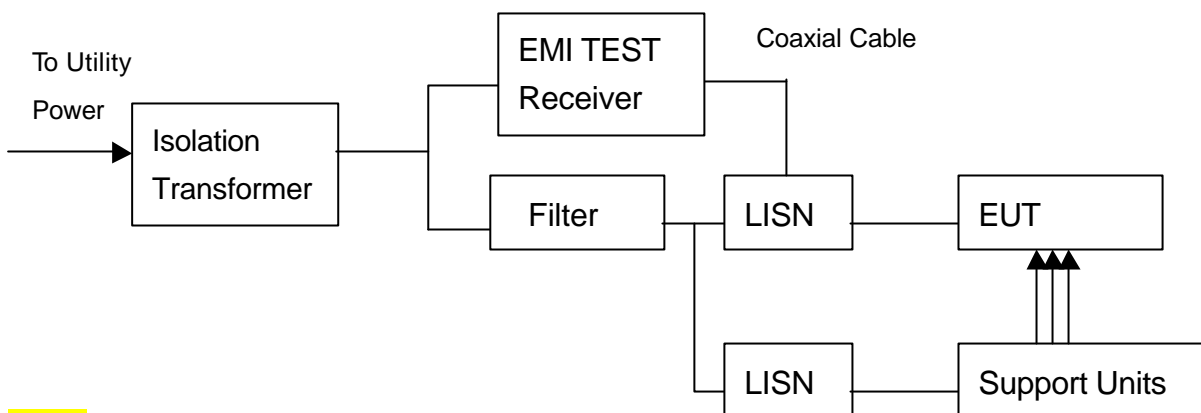 To Utility
Power
Isolation
Transformer
EMI TEST
Receiver
Coaxial Cable
Filter
LISN
EUT
LISN
Support Units